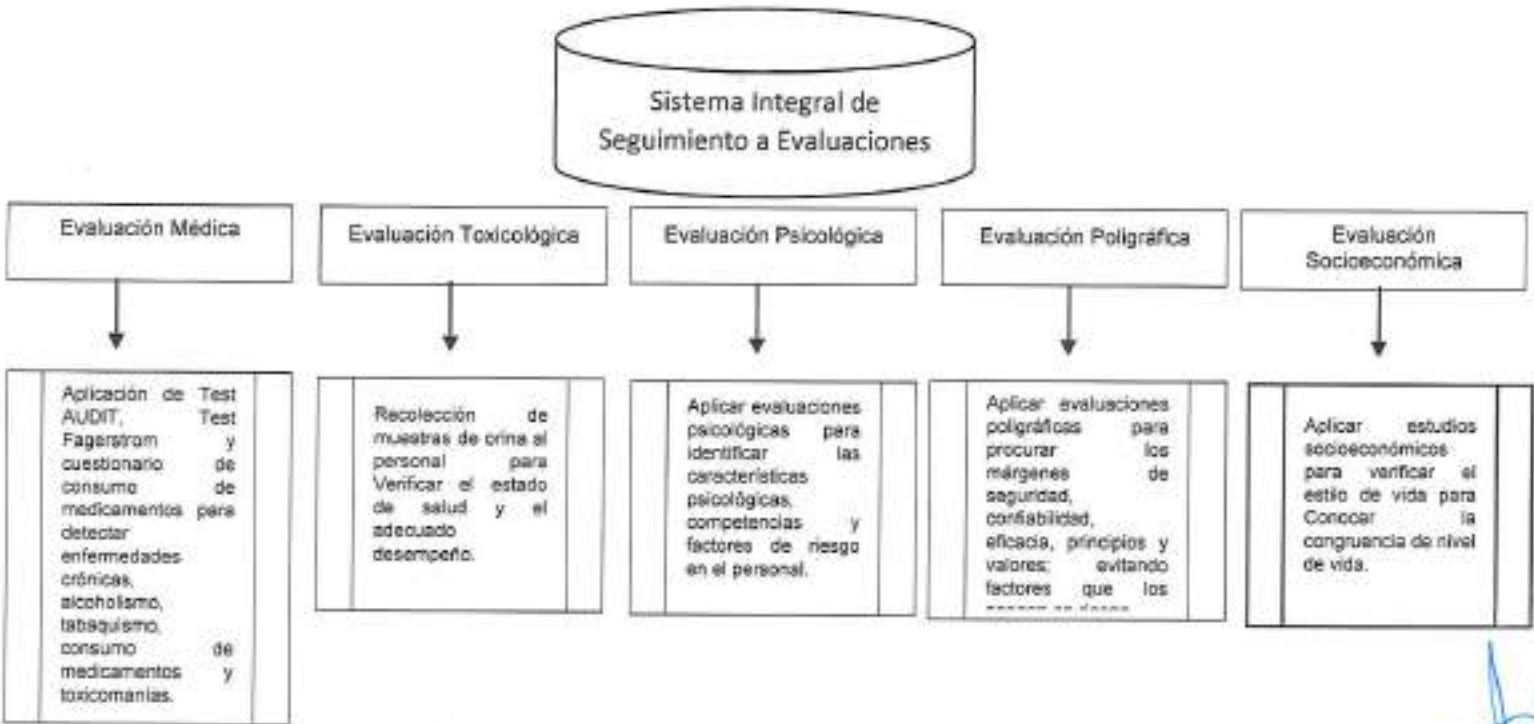 Sistema Integral de
Seguimiento a Evaluaciones
Evaluación Médica
Evaluación Toxicológica
Evaluación Psicológica
Evaluación Poligráfica
Evaluación
Socioeconómica
Aplicación de Test
AUDIT, Test
Fagerstrom y
cuestionario de
consumo de
medicamentos para
detectar
enfermedades
crónicas,
alcoholismo,
tabaquismo,
consumo de
medicamentos y
toxicomanías.
Recolección de
muestras de orina al
personal para
Verificar el estado
de salud y el
adecuado
desempeño.
Aplicar evaluaciones
psicológicas para
identificar las
características
psicológicas,
competencias y
factores de riesgo
en el personal.
Aplicar evaluaciones
poligráficas para
procurar los
márgenes de
seguridad,
confiabilidad,
eficacia, principios y
valores; evitando
factores que los
Aplicar estudios
socioeconómicos
para verificar el
estilo de vida para
Conocer la
congruencia de nivel
de vida.